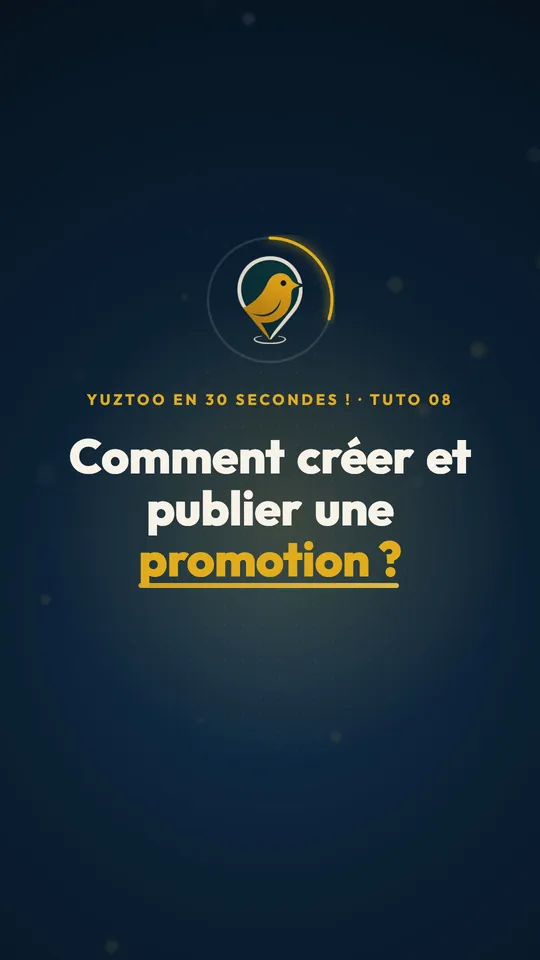 YUZTOO EN 30 SECONDES ! · TUTO 08
Comment créer et
publier une
promotion ?